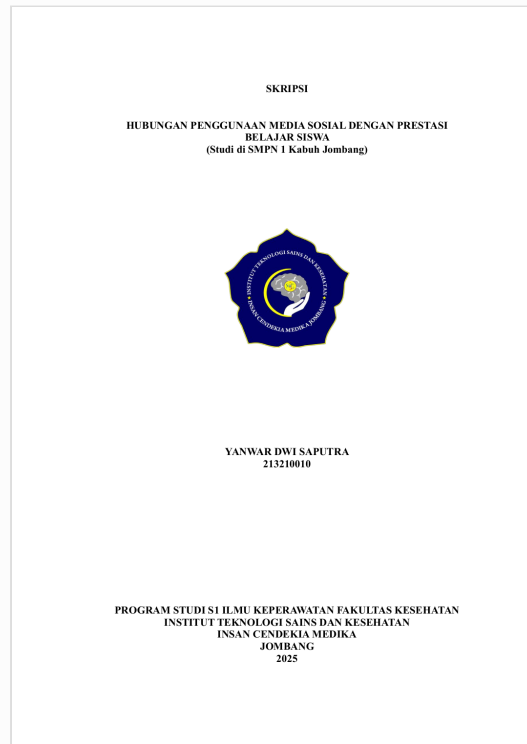 SKRIPSI
HUBUNGAN PENGGUNAAN MEDIA SOSIAL DENGAN PRESTASI
BELAJAR SISWA
(Studi di SMPN 1 Kabuh Jombang)
INSTITUT TEKNOLOGI SAINS DAN KESEHATAN
INSAN CENDEKIA MEDIKA JOMBANG
YANWAR DWI SAPUTRA
213210010
PROGRAM STUDI S1 ILMU KEPERAWATAN FAKULTAS KESEHATAN
INSTITUT TEKNOLOGI SAINS DAN KESEHATAN
INSAN CENDEKIA MEDIKA
JOMBANG
2025